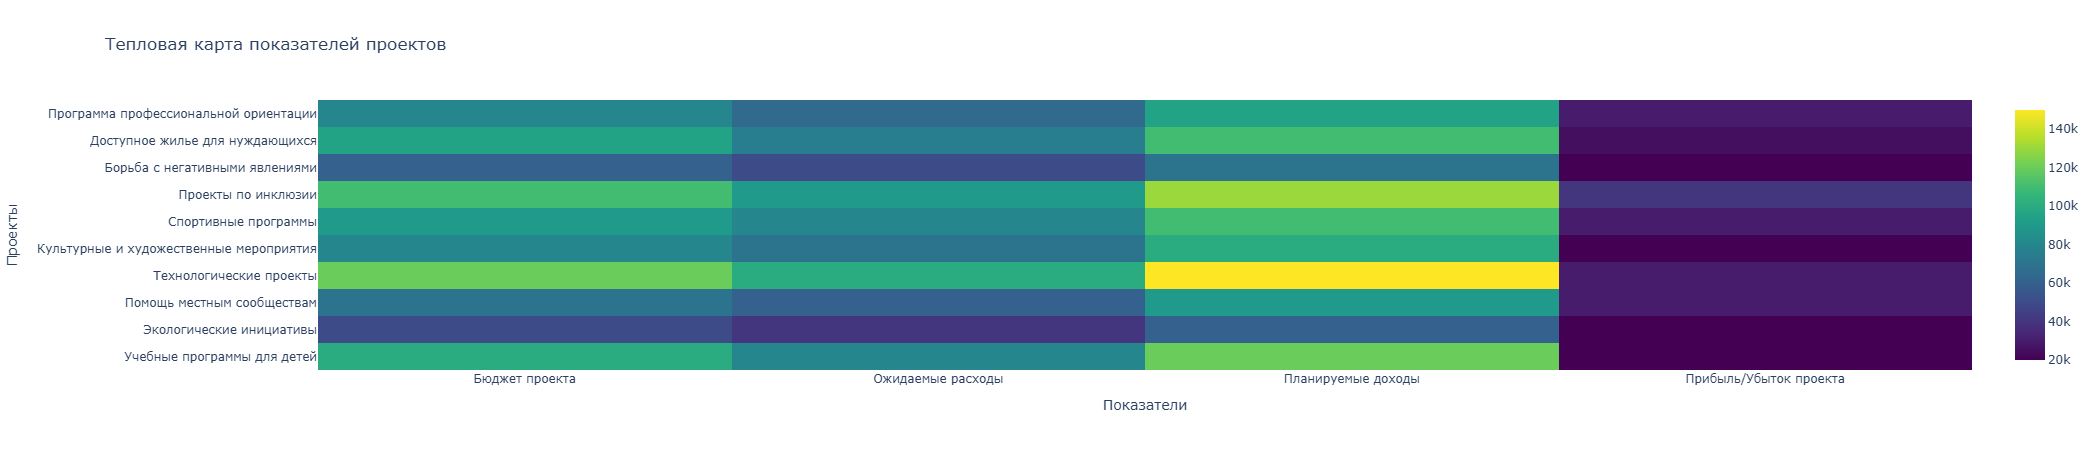 Тепловая карта показателей проектов
Проекты
Программа профессиональной ориентации
Доступное жилье для нуждающихся
Борьба с негативными явлениями
Проекты по инклюзии
Спортивные программы
Культурные и художественные мероприятия
Технологические проекты
Помощь местным сообществам
Экологические инициативы
Учебные программы для детей
Бюджет проекта
Ожидаемые расходы
Планируемые доходы
Прибыль/Убыток проекта
Показатели
140k
120k
100k
80k
60k
40k
20k